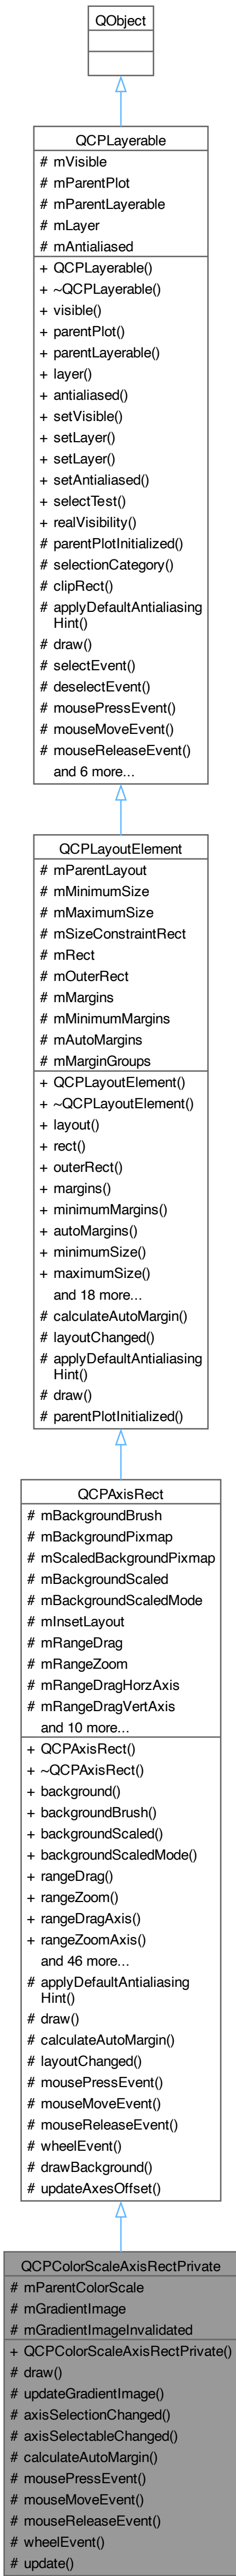 QObject
QCPLayerable
# mVisible
# mParentPlot
# mParentLayerable
# mLayer
# mAntialiased
+ QCPLayerable()
+ ~QCPLayerable()
+ visible()
+ parentPlot()
+ parentLayerable()
+ layer()
+ antialiased()
+ setVisible()
+ setLayer()
+ setLayer()
+ setAntialiased()
+ selectTest()
+ realVisibility()
# parentPlotInitialized()
# selectionCategory()
# clipRect()
# applyDefaultAntialiasing
Hint()
# draw()
# selectEvent()
# deselectEvent()
# mousePressEvent()
# mouseMoveEvent()
# mouseReleaseEvent()
and 6 more...
QCPLayoutElement
# mParentLayout
# mMinimumSize
# mMaximumSize
# mSizeConstraintRect
# mRect
# mOuterRect
# mMargins
# mMinimumMargins
# mAutoMargins
# mMarginGroups
+ QCPLayoutElement()
+ ~QCPLayoutElement()
+ layout()
+ rect()
+ outerRect()
+ margins()
+ minimumMargins()
+ autoMargins()
+ minimumSize()
+ maximumSize()
and 18 more...
# calculateAutoMargin()
# layoutChanged()
# applyDefaultAntialiasing
Hint()
# draw()
# parentPlotInitialized()
QCPAxisRect
# mBackgroundBrush
# mBackgroundPixmap
# mScaledBackgroundPixmap
# mBackgroundScaled
# mBackgroundScaledMode
# mInsetLayout
# mRangeDrag
# mRangeZoom
# mRangeDragHorzAxis
# mRangeDragVertAxis
and 10 more...
+ QCPAxisRect()
+ ~QCPAxisRect()
+ background()
+ backgroundBrush()
+ backgroundScaled()
+ backgroundScaledMode()
+ rangeDrag()
+ rangeZoom()
+ rangeDragAxis()
+ rangeZoomAxis()
and 46 more...
# applyDefaultAntialiasing
Hint()
# draw()
# calculateAutoMargin()
# layoutChanged()
# mousePressEvent()
# mouseMoveEvent()
# mouseReleaseEvent()
# wheelEvent()
# drawBackground()
# updateAxesOffset()
QCPColorScaleAxisRectPrivate
# mParentColorScale
# mGradientImage
# mGradientImageInvalidated
+ QCPColorScaleAxisRectPrivate()
# draw()
# updateGradientImage()
# axisSelectionChanged()
# axisSelectableChanged()
# calculateAutoMargin()
# mousePressEvent()
# mouseMoveEvent()
# mouseReleaseEvent()
# wheelEvent()
# update()